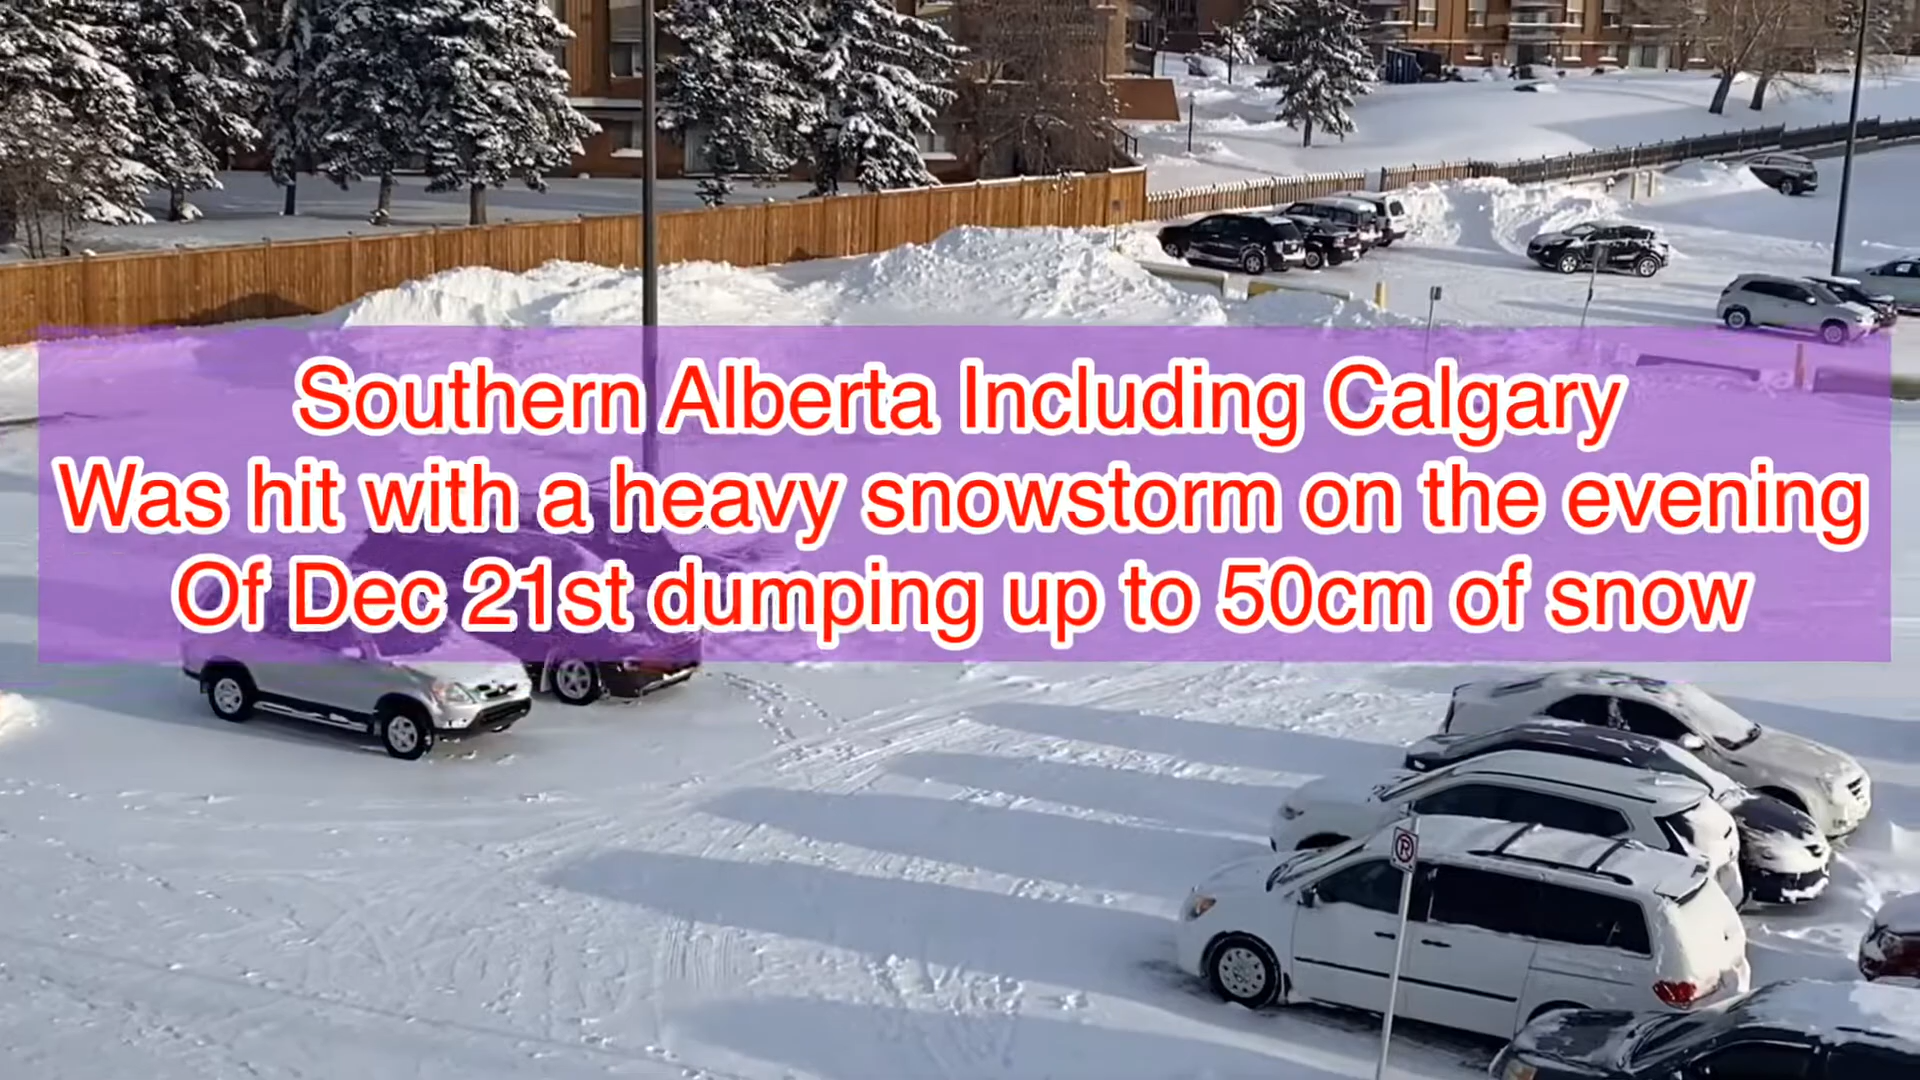 Southern Alberta Including Calgary
Was hit with a heavy snowstorm on the evening
Of Dec 21st dumping up to 50cm of snow
P